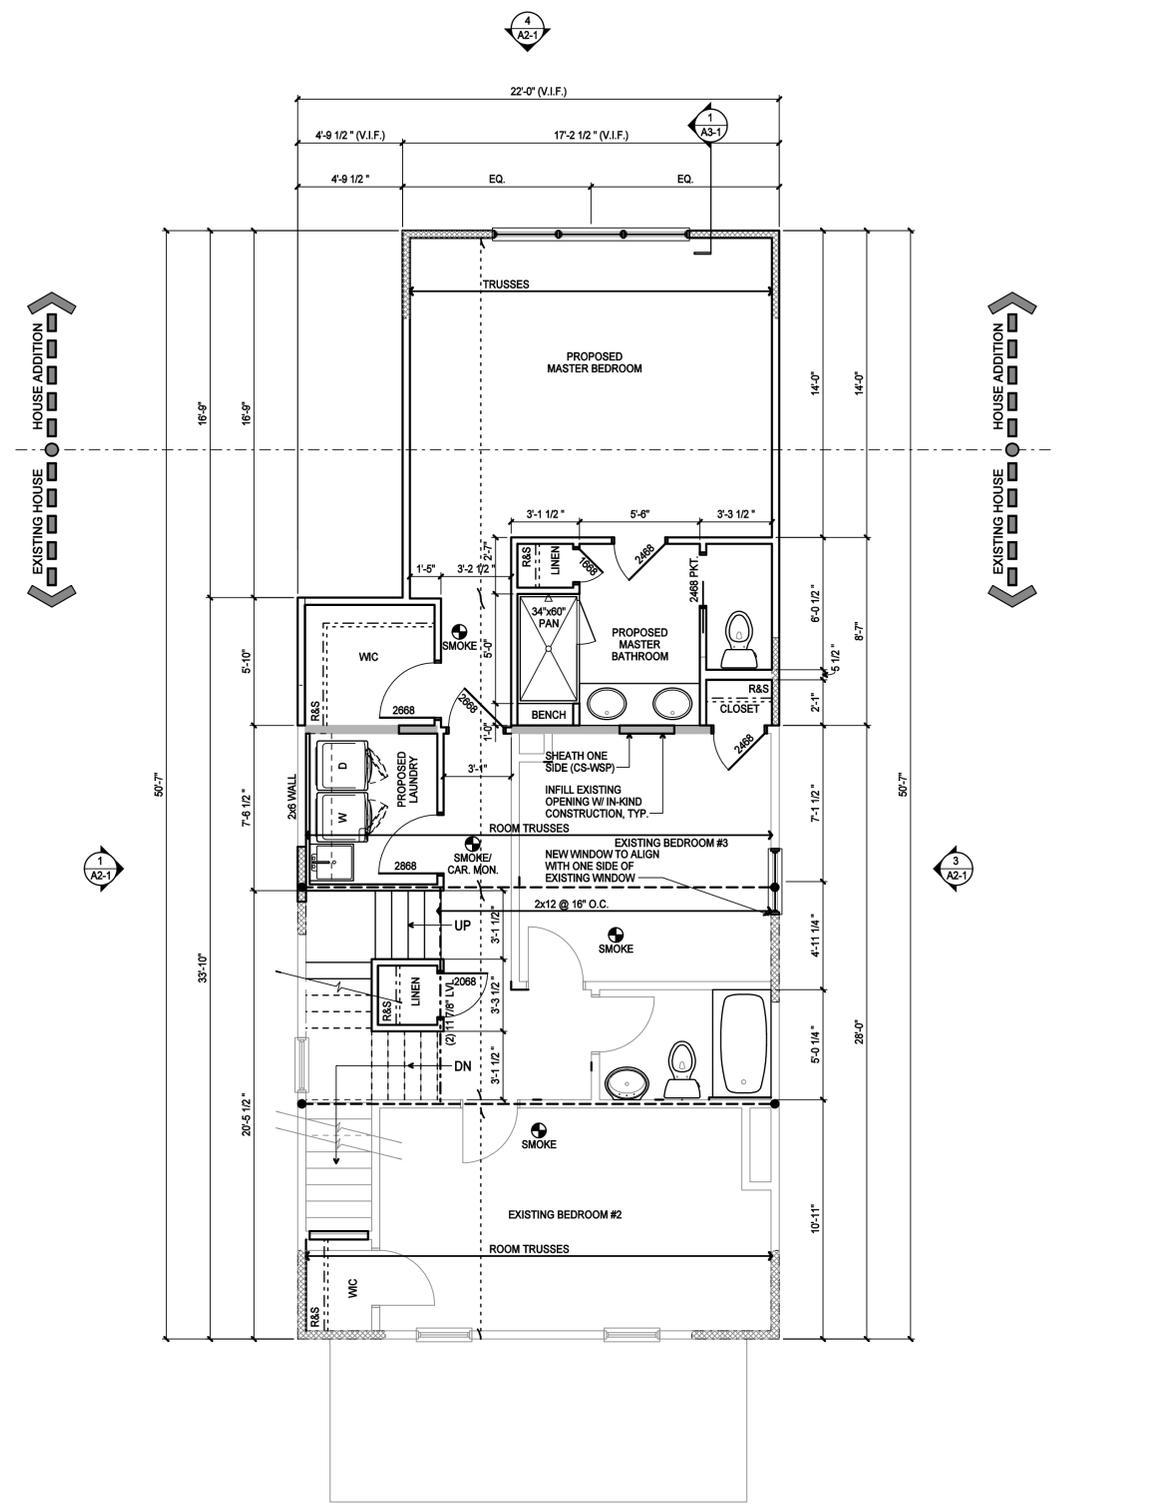 4
A2-1
22'-0" (V.I.F.)
1
A3-1
4'-9 1/2 " (V.I.F.)
17'-2 1/2 " (V.I.F.)
4'-9 1/2 "
EQ.
EQ.
TRUSSES
HOUSE ADDITION
HOUSE ADDITION
PROPOSED
MASTER BEDROOM
16'-9"
16'-9"
14'-0"
14'-0"
EXISTING HOUSE
EXISTING HOUSE
3'-1 1/2 "
5'-6"
3'-3 1/2 "
2'-7"
R&S
LINEN
1668
2468
2468 PKT.
1'-5"
3'-2 1/2 "
34"x60"
PAN
6'-0 1/2 "
8'-7"
SMOKE
PROPOSED
MASTER
BATHROOM
5'-0"
5'-10"
WIC
5 1/2 "
R&S
2668
2668
R&S
CLOSET
2'-1"
BENCH
1'-0"
2468
SHEATH ONE
SIDE (CS-WSP)
D
PROPOSED
LAUNDRY
3'-1"
50'-7"
50'-7"
7'-6 1/2 "
2x6 WALL
INFILL EXISTING
OPENING W/ IN-KIND
CONSTRUCTION, TYP.
7'-1 1/2 "
W
ROOM TRUSSES
EXISTING BEDROOM #3
NEW WINDOW TO ALIGN
WITH ONE SIDE OF
EXISTING WINDOW
1
A2-1
2868
SMOKE/
CAR. MON.
3
A2-1
2x12 @ 16" O.C.
UP
3'-1 1/2 "
SMOKE
4'-11 1/4 "
33'-10"
R&S
LINEN
2068
(2) 11 7/8" LVL
3'-3 1/2 "
28'-0"
5'-0 1/4 "
DN
3'-1 1/2 "
20'-5 1/2 "
SMOKE
EXISTING BEDROOM #2
10'-11"
ROOM TRUSSES
R&S
WIC